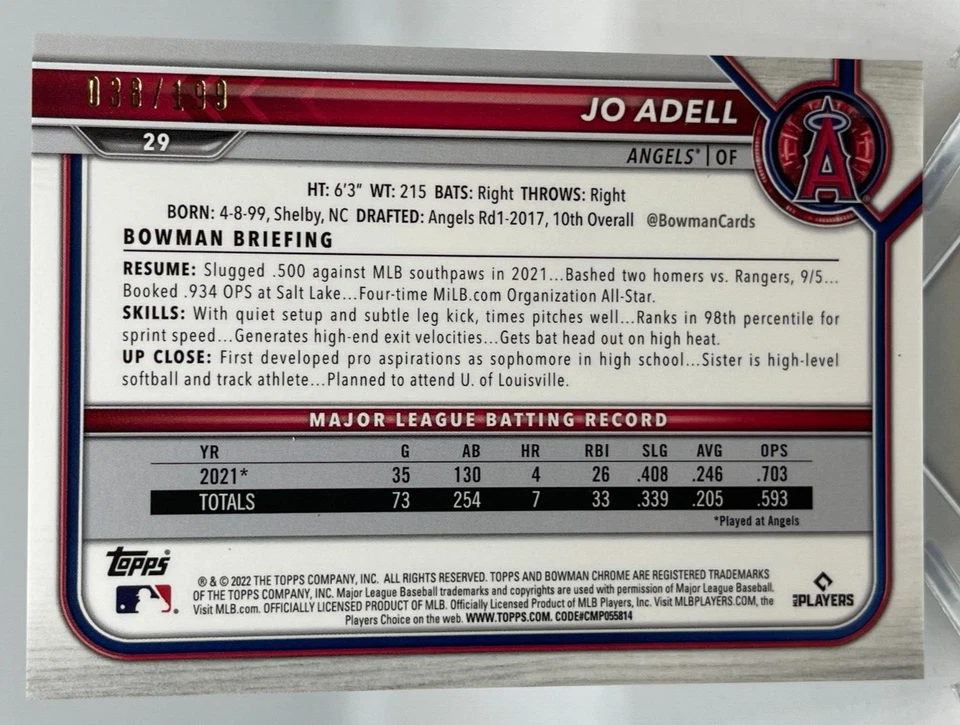 038/199
JO ADELL
29
ANGELS® | OF
A
HT: 6'3" WT: 215 BATS: Right THROWS: Right
BORN: 4-8-99, Shelby, NC DRAFTED: Angels Rd1-2017, 10th Overall @BowmanCards
BOWMAN BRIEFING
RESUME: Slugged .500 against MLB southpaws in 2021...Bashed two homers vs. Rangers, 9/5...
Booked .934 OPS at Salt Lake...Four-time MiLB.com Organization All-Star.
SKILLS: With quiet setup and subtle leg kick, times pitches well...Ranks in 98th percentile for
sprint speed...Generates high-end exit velocities...Gets bat head out on high heat.
UP CLOSE: First developed pro aspirations as sophomore in high school...Sister is high-level
softball and track athlete...Planned to attend U. of Louisville.
MAJOR LEAGUE BATTING RECORD
YR G AB HR RBI SLG AVG OPS
2021* 35 130 4 26 .408 .246 .703
TOTALS 73 254 7 33 .339 .205 .593
*Played at Angels
Topps®
® & © 2022 THE TOPPS COMPANY, INC. ALL RIGHTS RESERVED. TOPPS AND BOWMAN CHROME ARE REGISTERED TRADEMARKS
OF THE TOPPS COMPANY, INC. Major League Baseball trademarks and copyrights are used with permission of Major League Baseball.
Visit MLB.com. OFFICIALLY LICENSED PRODUCT OF MLB. Officially Licensed Product of MLB Players, Inc. Visit MLBPLAYERS.COM, the
Players Choice on the web. WWW.TOPPS.COM. CODE#CMP055814
MLB PLAYERS